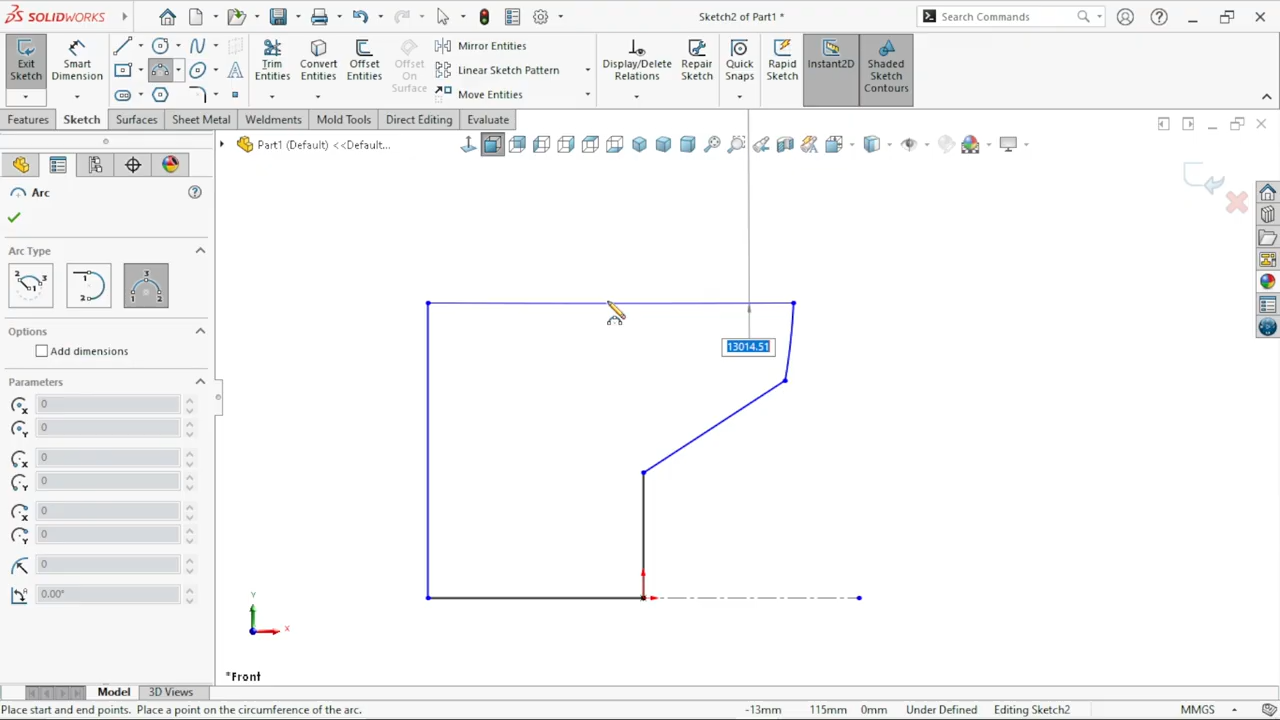 SOLIDWORKS
Sketch2 of Part1 *
Search Commands
Exit Sketch
Smart Dimension
Trim Entities
Convert Entities
Offset Entities
Offset On Surface
Mirror Entities
Linear Sketch Pattern
Move Entities
Display/Delete Relations
Repair Sketch
Quick Snaps
Rapid Sketch
Instant2D
Shaded Sketch Contours
Features
Sketch
Surfaces
Sheet Metal
Weldments
Mold Tools
Direct Editing
Evaluate
Part1 (Default) <<Default...
Arc
Arc Type
Options
Add dimensions
Parameters
0
0
0
0
0
0
0
0.00°
13014.51
Y
X
*Front
Model
3D Views
Place start and end points. Place a point on the circumference of the arc.
-13mm
115mm
0mm
Under Defined
Editing Sketch2
MMGS